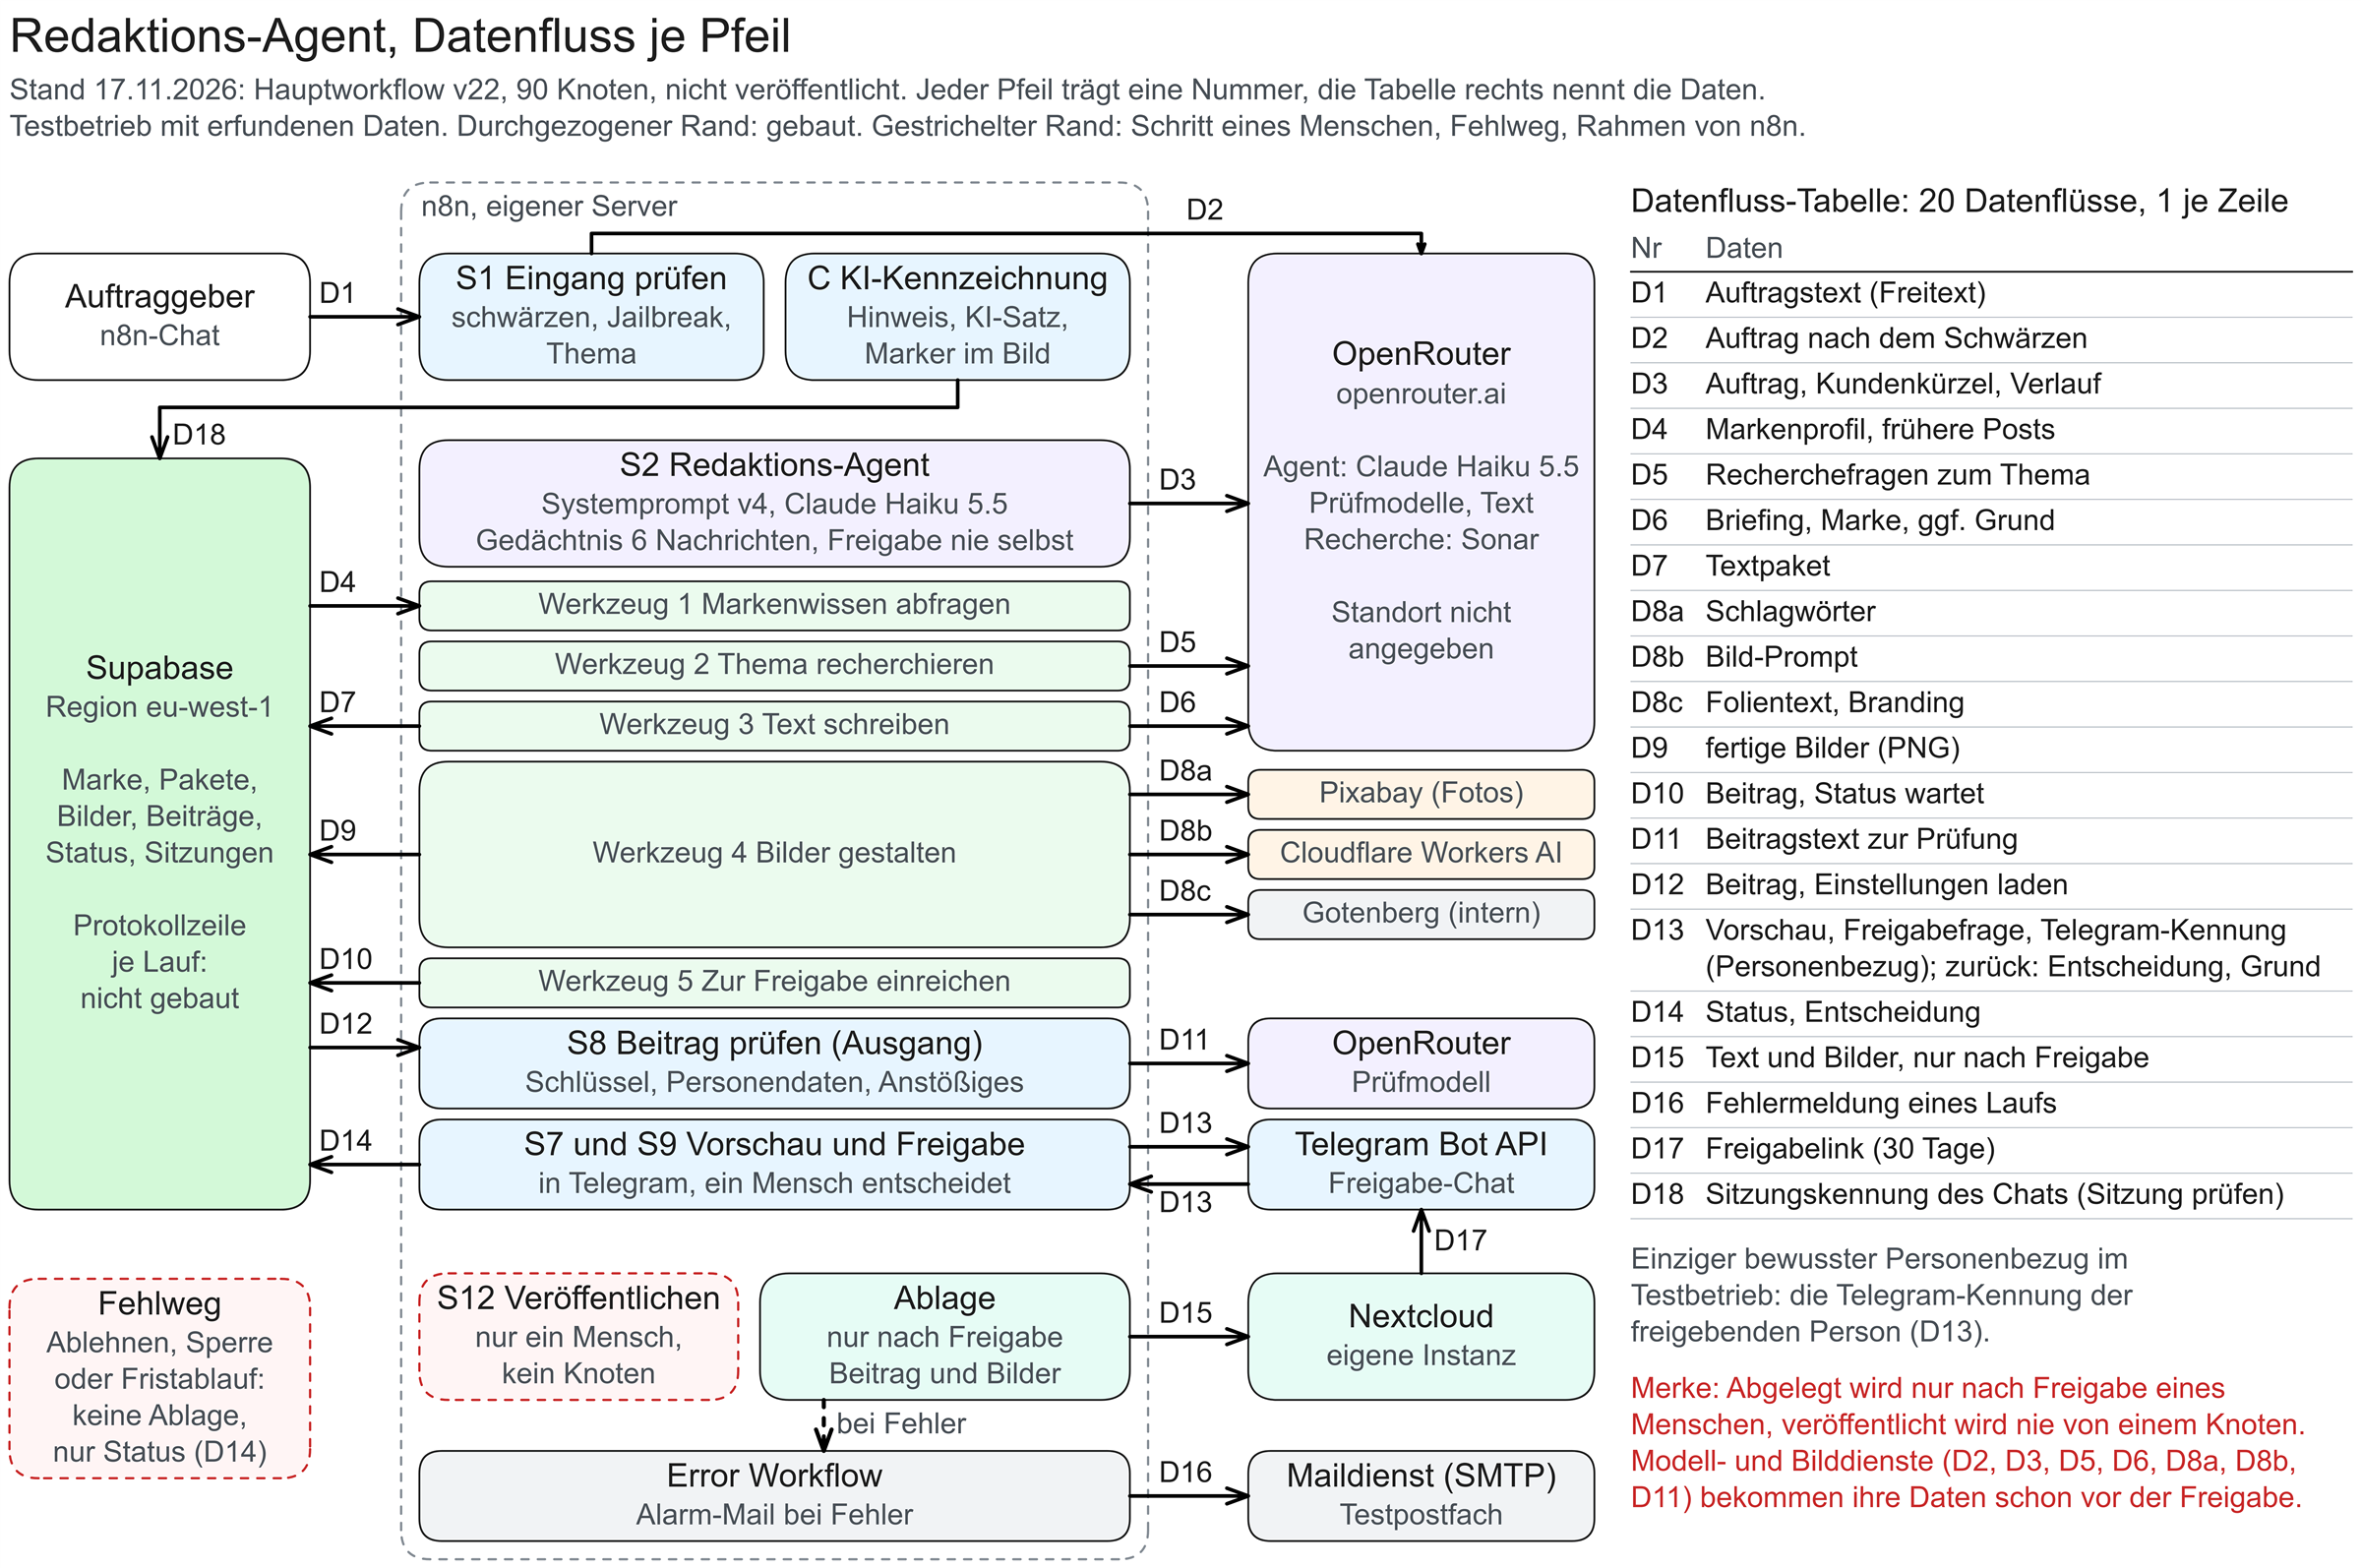 Redaktions-Agent, Datenfluss je Pfeil
Stand 17.11.2026: Hauptworkflow v22, 90 Knoten, nicht veröffentlicht. Jeder Pfeil trägt eine Nummer, die Tabelle rechts nennt die Daten.
Testbetrieb mit erfundenen Daten. Durchgezogener Rand: gebaut. Gestrichelter Rand: Schritt eines Menschen, Fehlweg, Rahmen von n8n.
n8n, eigener Server
D2
Auftraggeber
n8n-Chat
D1
S1 Eingang prüfen
schwärzen, Jailbreak,
Thema
C KI-Kennzeichnung
Hinweis, KI-Satz,
Marker im Bild
OpenRouter
openrouter.ai
Agent: Claude Haiku 5.5
Prüfmodelle, Text
Recherche: Sonar
Standort nicht
angegeben
D18
S2 Redaktions-Agent
Systemprompt v4, Claude Haiku 5.5
Gedächtnis 6 Nachrichten, Freigabe nie selbst
D3
Supabase
Region eu-west-1
Marke, Pakete,
Bilder, Beiträge,
Status, Sitzungen
Protokollzeile
je Lauf:
nicht gebaut
D4
Werkzeug 1 Markenwissen abfragen
Werkzeug 2 Thema recherchieren
D5
D7
Werkzeug 3 Text schreiben
D6
D9
Werkzeug 4 Bilder gestalten
D8a
Pixabay (Fotos)
D8b
Cloudflare Workers AI
D8c
Gotenberg (intern)
D10
Werkzeug 5 Zur Freigabe einreichen
D12
S8 Beitrag prüfen (Ausgang)
Schlüssel, Personendaten, Anstößiges
D11
OpenRouter
Prüfmodell
D14
S7 und S9 Vorschau und Freigabe
in Telegram, ein Mensch entscheidet
D13
D13
Telegram Bot API
Freigabe-Chat
D17
Fehlweg
Ablehnen, Sperre
oder Fristablauf:
keine Ablage,
nur Status (D14)
S12 Veröffentlichen
nur ein Mensch,
kein Knoten
Ablage
nur nach Freigabe
Beitrag und Bilder
D15
Nextcloud
eigene Instanz
bei Fehler
Error Workflow
Alarm-Mail bei Fehler
D16
Maildienst (SMTP)
Testpostfach
Datenfluss-Tabelle: 20 Datenflüsse, 1 je Zeile
Nr Daten
D1 Auftragstext (Freitext)
D2 Auftrag nach dem Schwärzen
D3 Auftrag, Kundenkürzel, Verlauf
D4 Markenprofil, frühere Posts
D5 Recherchefragen zum Thema
D6 Briefing, Marke, ggf. Grund
D7 Textpaket
D8a Schlagwörter
D8b Bild-Prompt
D8c Folientext, Branding
D9 fertige Bilder (PNG)
D10 Beitrag, Status wartet
D11 Beitragstext zur Prüfung
D12 Beitrag, Einstellungen laden
D13 Vorschau, Freigabefrage, Telegram-Kennung
(Personenbezug); zurück: Entscheidung, Grund
D14 Status, Entscheidung
D15 Text und Bilder, nur nach Freigabe
D16 Fehlermeldung eines Laufs
D17 Freigabelink (30 Tage)
D18 Sitzungskennung des Chats (Sitzung prüfen)
Einziger bewusster Personenbezug im
Testbetrieb: die Telegram-Kennung der
freigebenden Person (D13).
Merke: Abgelegt wird nur nach Freigabe eines
Menschen, veröffentlicht wird nie von einem Knoten.
Modell- und Bilddienste (D2, D3, D5, D6, D8a, D8b,
D11) bekommen ihre Daten schon vor der Freigabe.